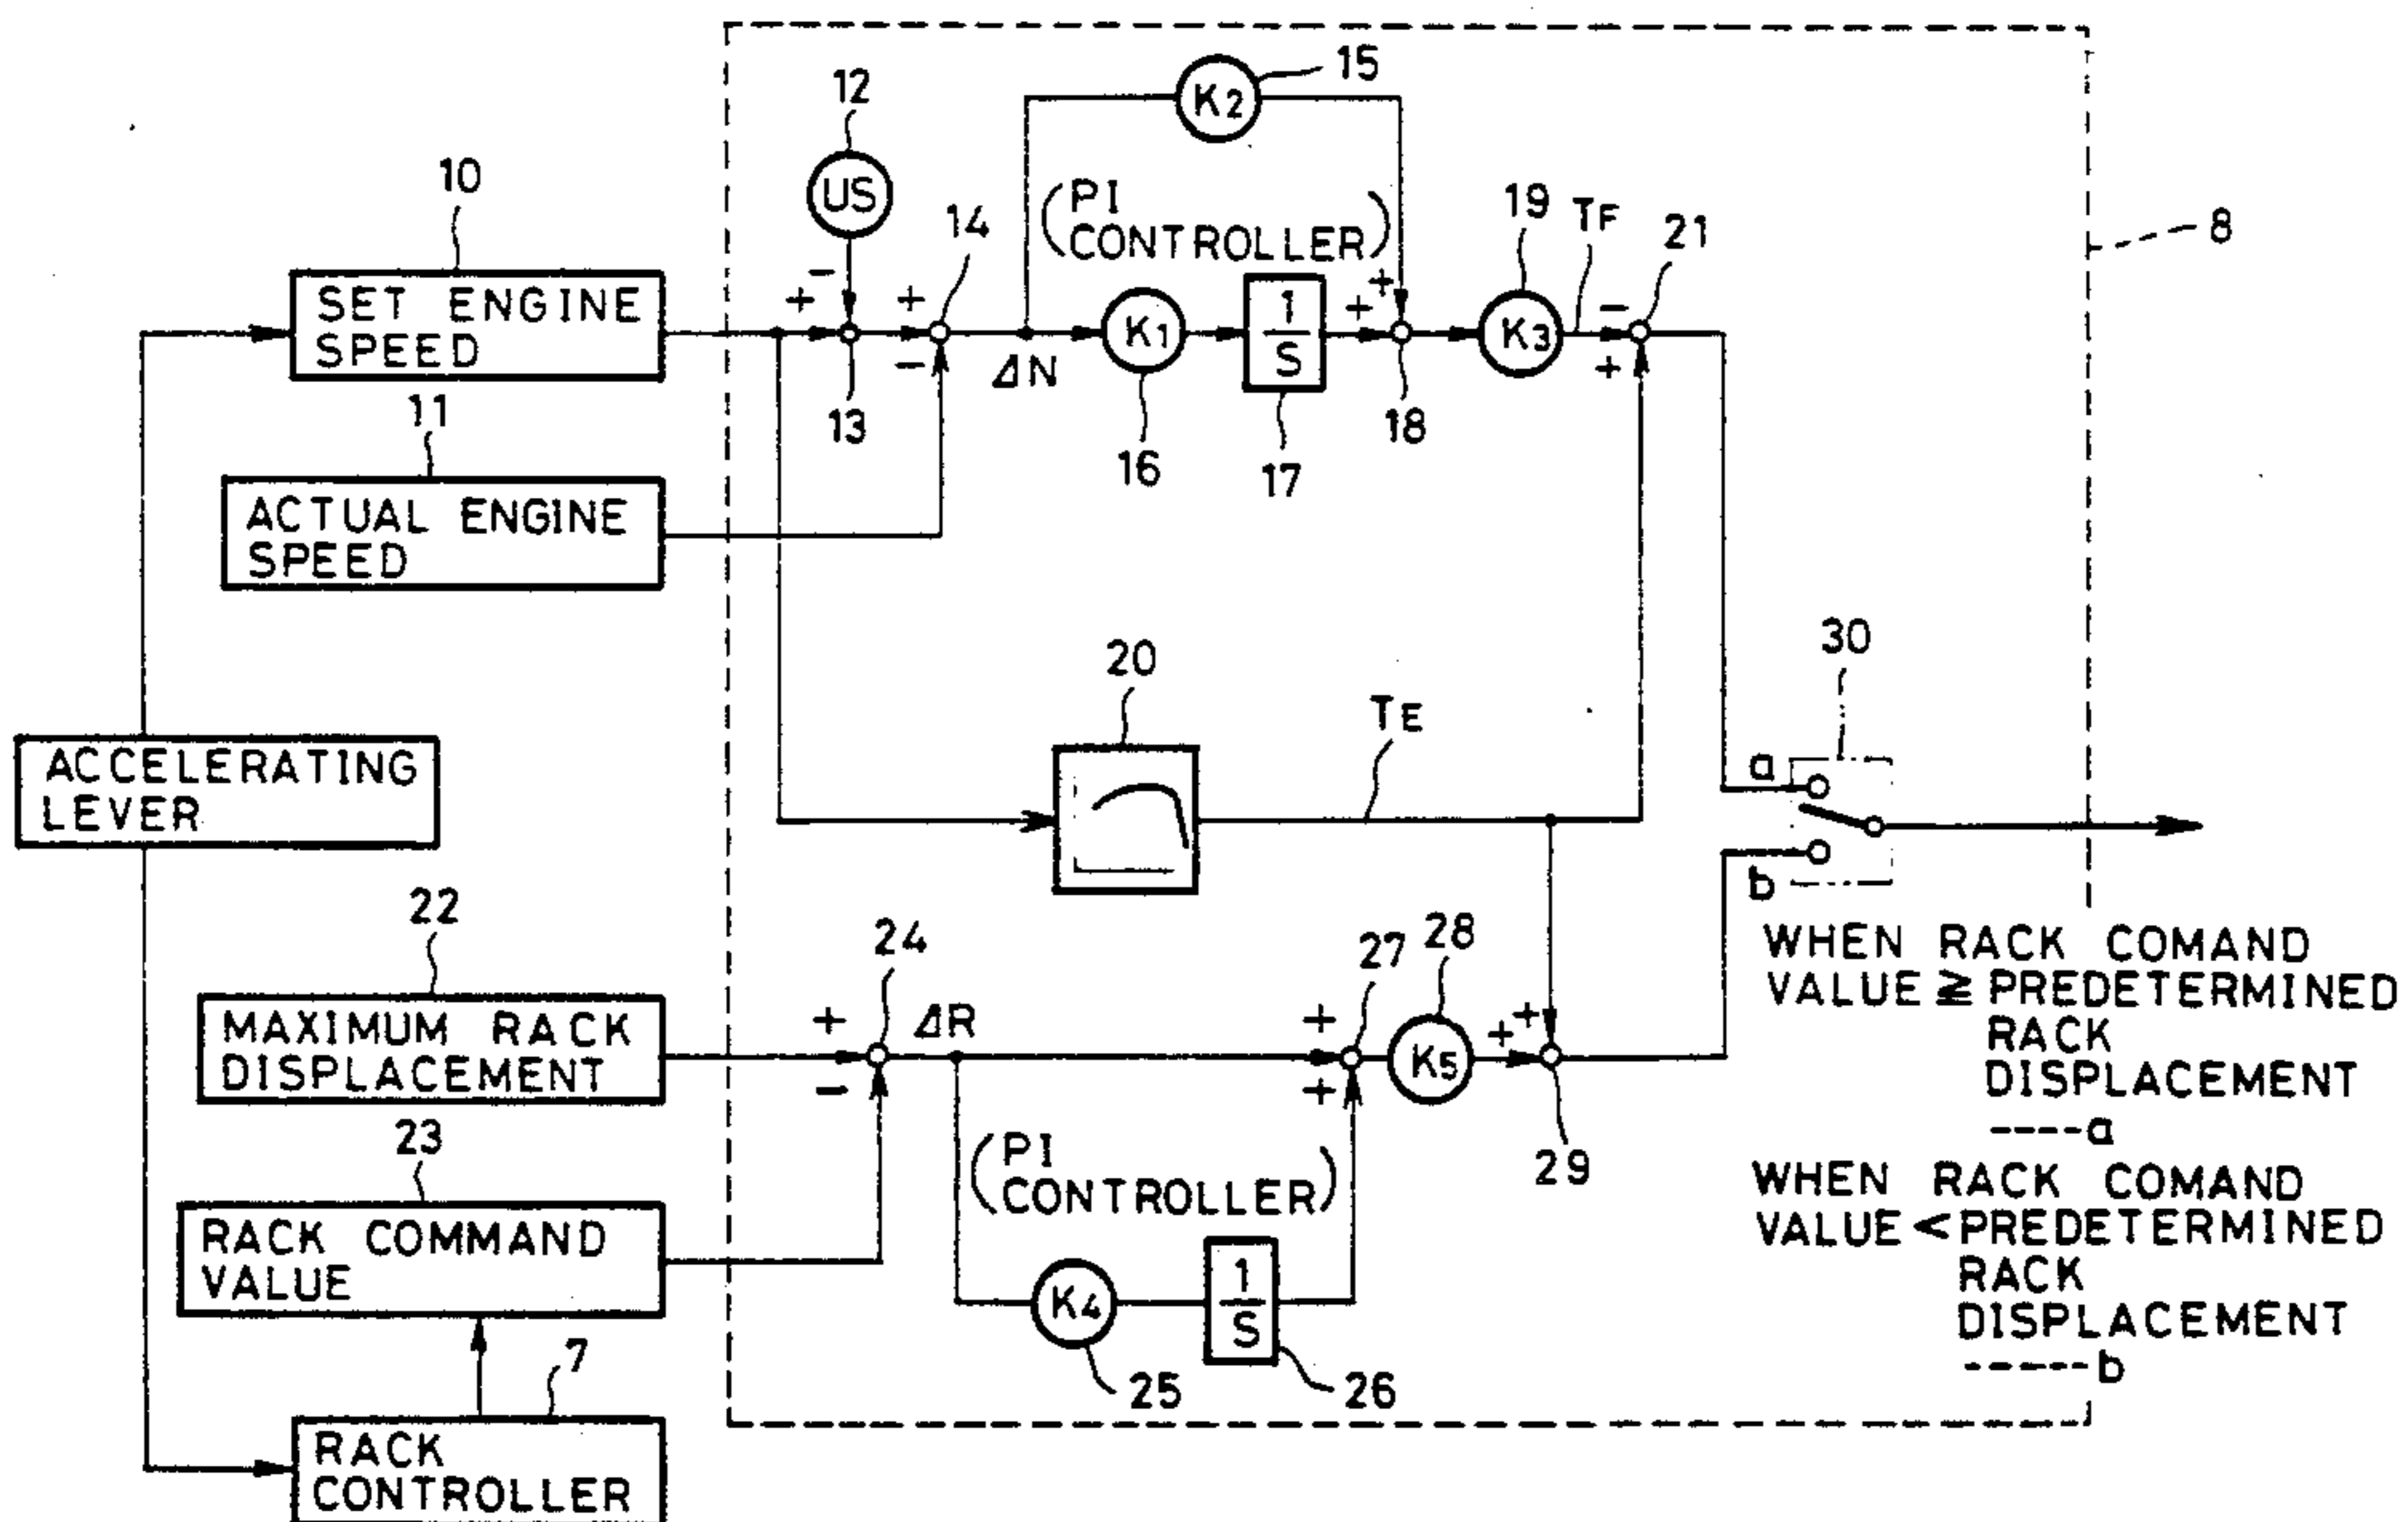 15
12
K2
10
US
14
(PI
CONTROLLER)
19
TF
21
8
SET ENGINE
SPEED
+
-
+
-
ΔN
K1
1
S
+
+
K3
-
+
11
13
16
17
18
ACTUAL ENGINE
SPEED
20
TE
30
ACCELERATING
LEVER
a
b
22
24
27
28
WHEN RACK COMAND
VALUE ≧ PREDETERMINED
RACK
DISPLACEMENT
----a
MAXIMUM RACK
DISPLACEMENT
+
-
ΔR
+
+
K5
+
+
23
(PI
CONTROLLER)
29
WHEN RACK COMAND
VALUE < PREDETERMINED
RACK
DISPLACEMENT
-----b
RACK COMMAND
VALUE
K4
1
S
7
25
26
RACK
CONTROLLER